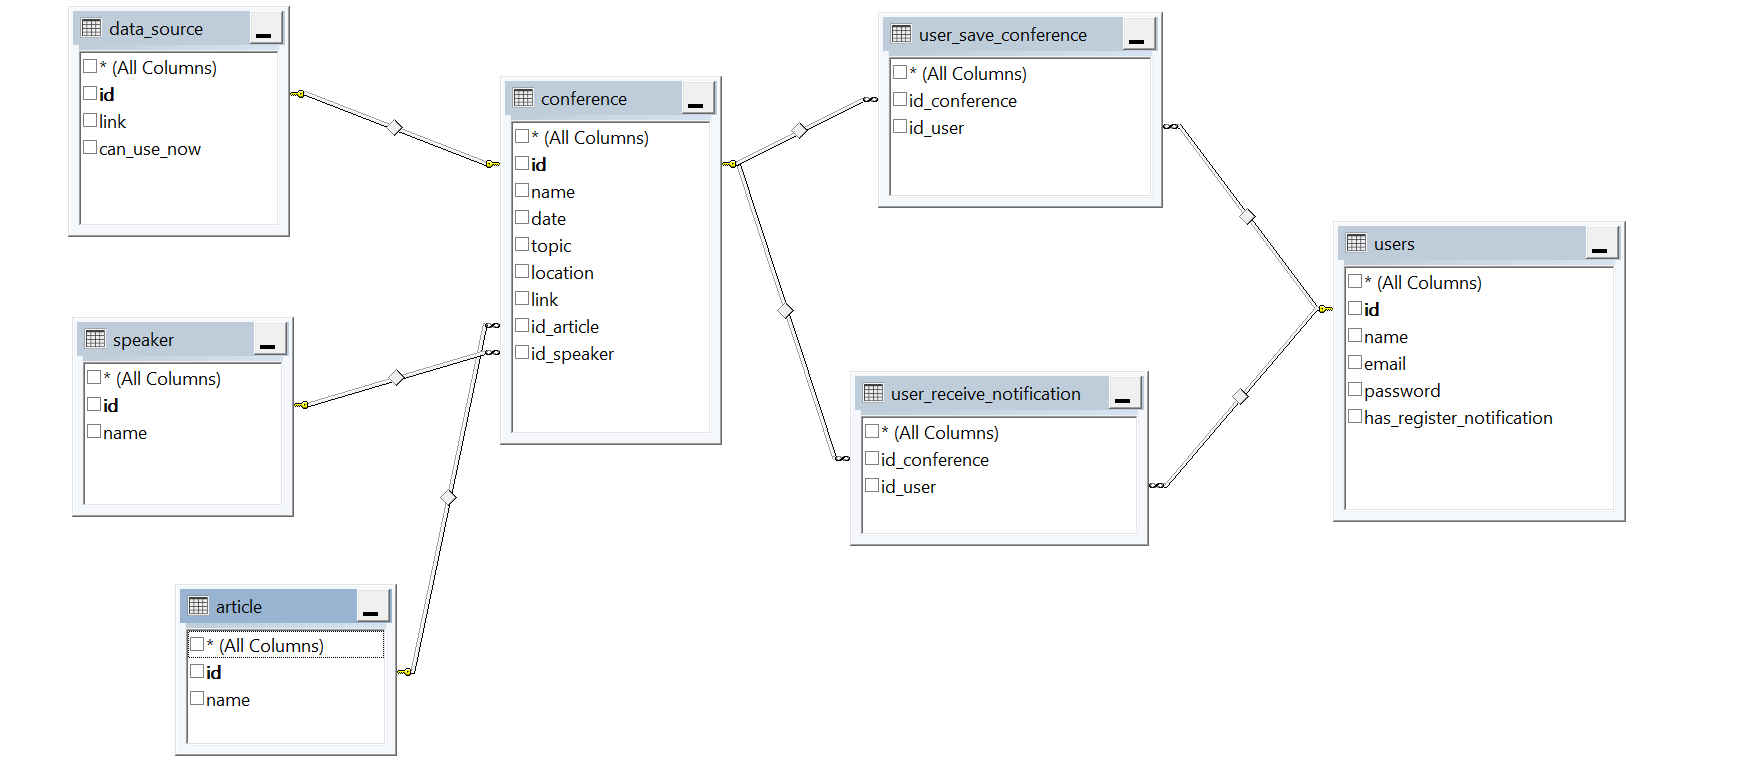 data_source
* (All Columns)
id
link
can_use_now
conference
* (All Columns)
id
name
date
topic
location
link
id_article
id_speaker
user_save_conference
* (All Columns)
id_conference
id_user
users
* (All Columns)
id
name
email
password
has_register_notification
speaker
* (All Columns)
id
name
user_receive_notification
* (All Columns)
id_conference
id_user
article
* (All Columns)
id
name